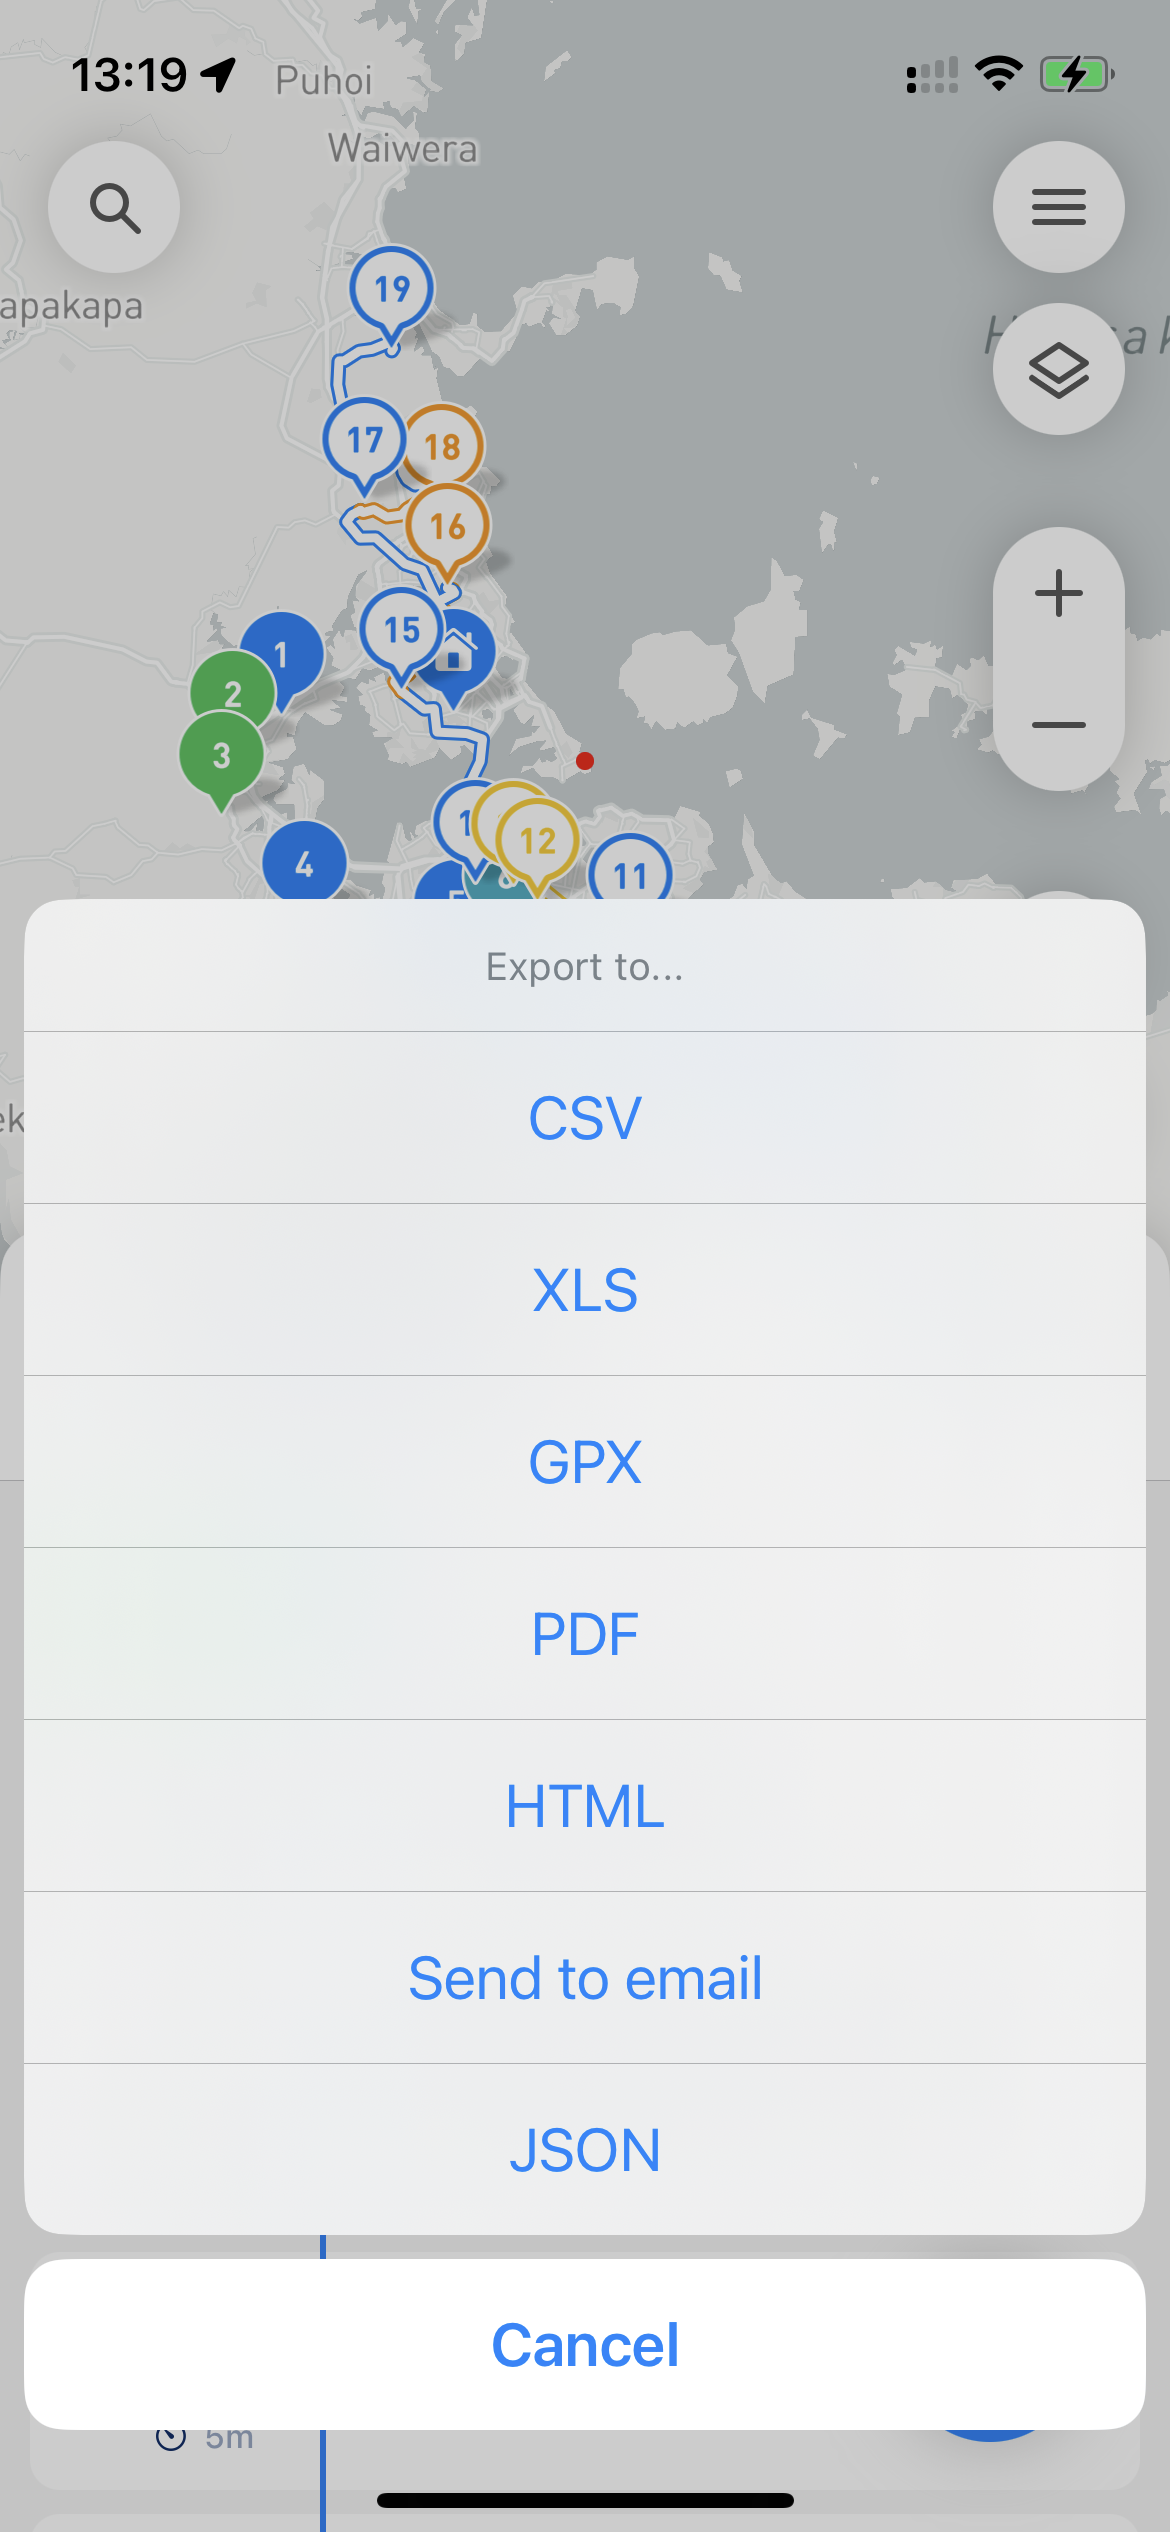 13:19
Puhoi
Waiwera
19
apakapa
17
18
16
15
1
2
3
12
4
11
Export to...
CSV
XLS
GPX
PDF
HTML
Send to email
JSON
Cancel
5m